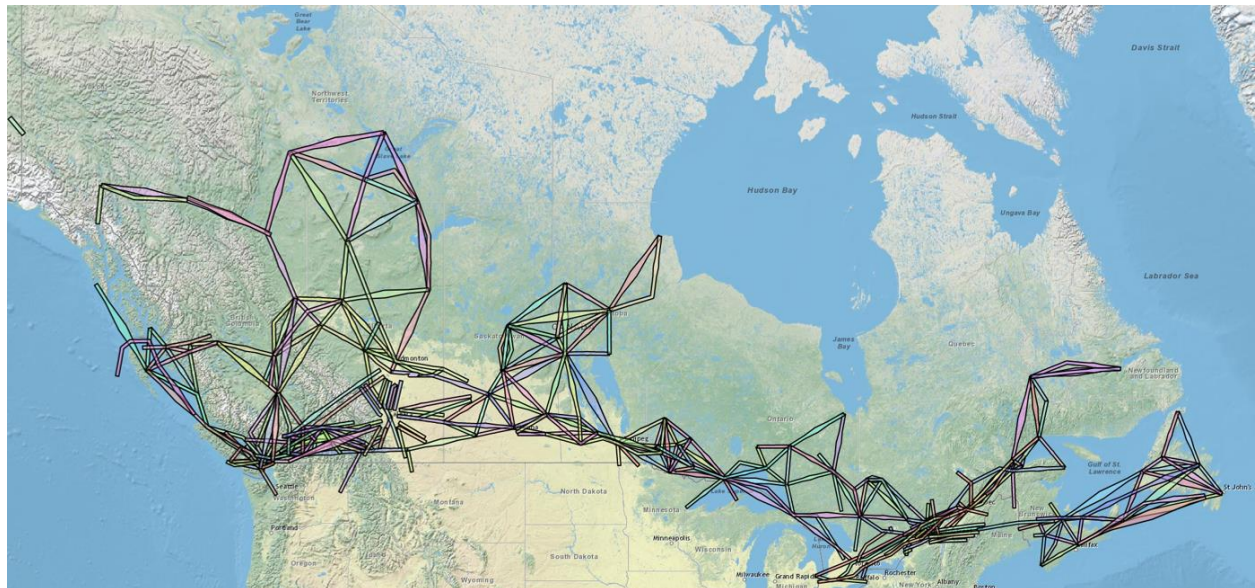 Great
Bear
Lake
Davis Strait
Northwest
Territories
Hudson Strait
Hudson Bay
Ungava Bay
Labrador Sea
British
Columbia
James
Bay
Quebec
Newfoundland
and Labrador
Ontario
Gulf of St.
Lawrence
St John's
Seattle
Washington
Montana
North Dakota
Minnesota
New
Brunswick
Maine
Halifax
Portland
Oregon
Minneapolis
Wisconsin
South Dakota
Wyoming
Milwaukee
Grand Rapids
Michigan
Rochester
New York
Albany
Boston